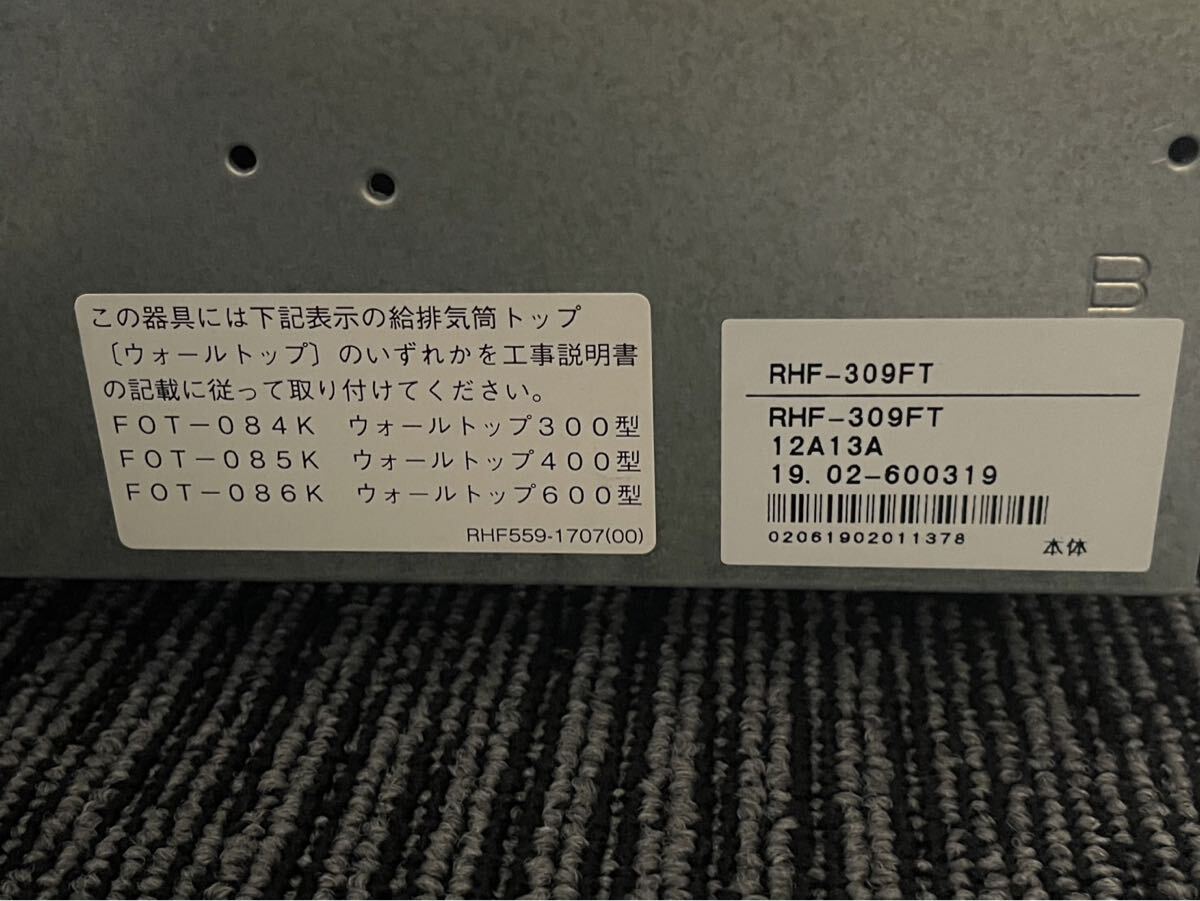 この器具には下記表示の給排気筒トップ
〔ウォールトップ〕のいずれかを工事説明書
の記載に従って取り付けてください。
FOT-084K ウォールトップ300型
FOT-085K ウォールトップ400型
FOT-086K ウォールトップ600型
RHF559-1707(00)
B
RHF-309FT
RHF-309FT
12A13A
19. 02-600319
02061902011378
本体